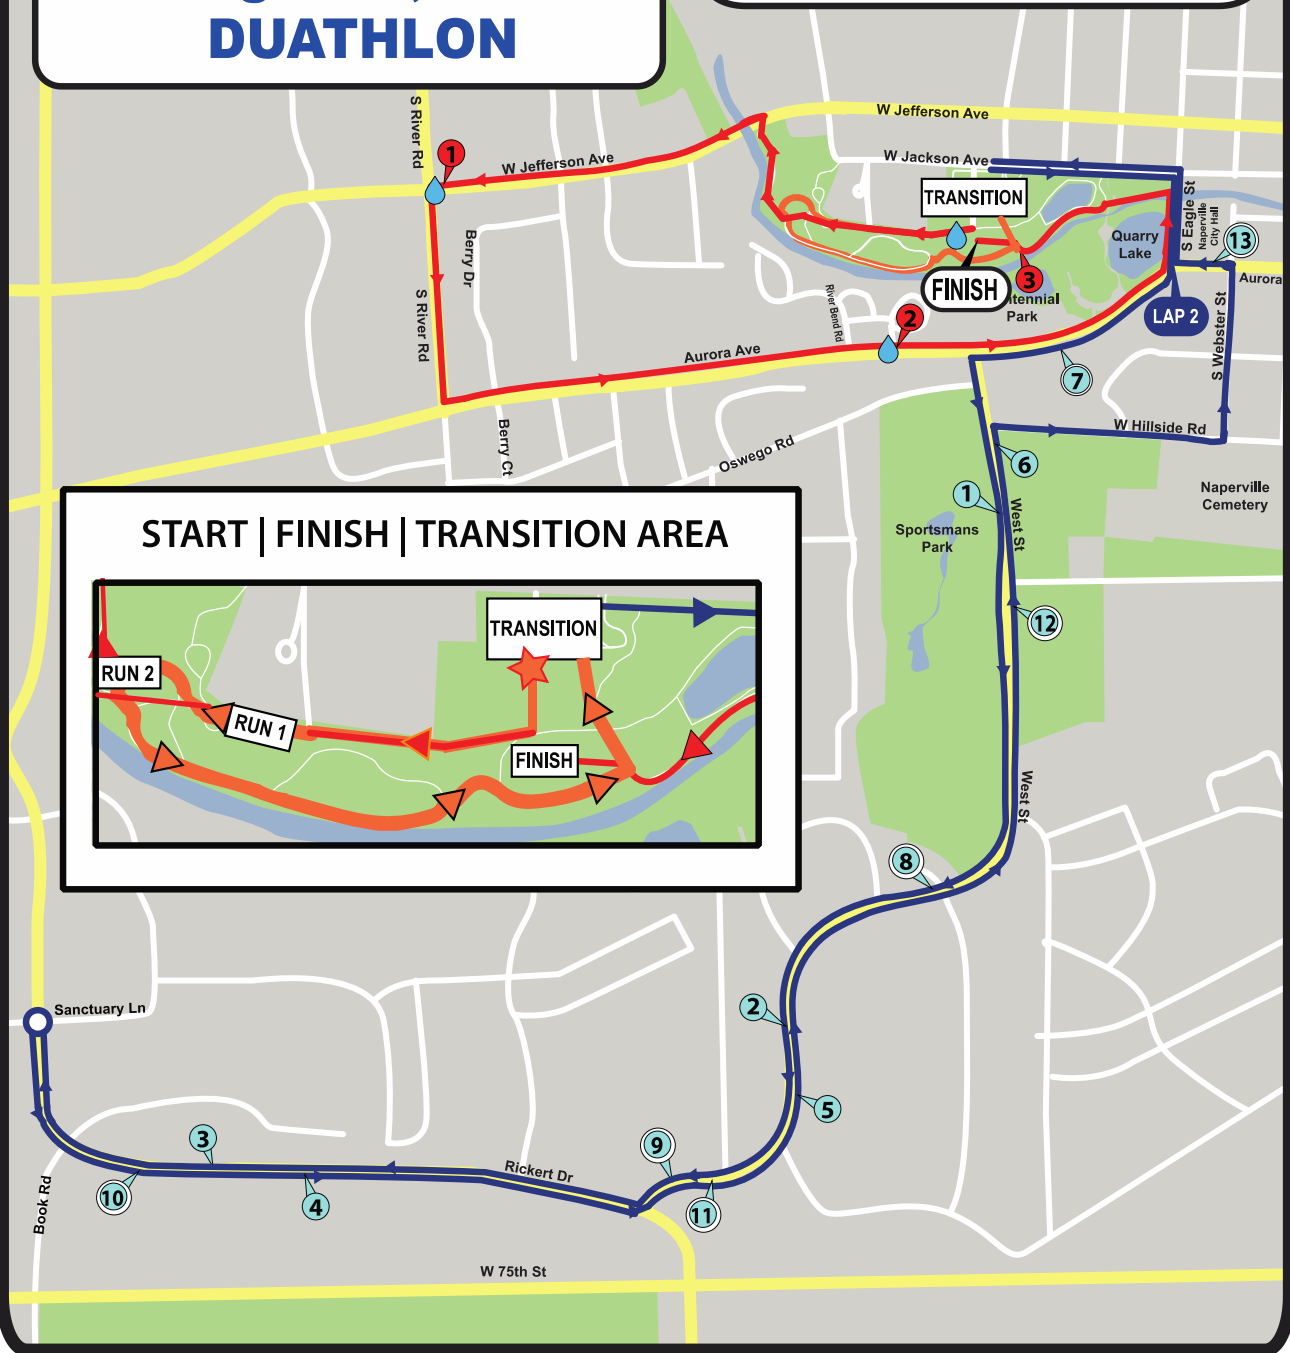 DUATHLON
W Jefferson Ave
S River Rd
1
W Jefferson Ave
W Jackson Ave
TRANSITION
S Eagle St
Naperville
City Hall
Quarry
Lake
13
Aurora
Berry Dr
S River Rd
FINISH
3
ntennial
Park
LAP 2
River Bend Rd
2
S Webster St
Aurora Ave
7
W Hillside Rd
Berry Ct
Oswego Rd
6
1
West St
Naperville
Cemetery
Sportsmans
Park
START | FINISH | TRANSITION AREA
TRANSITION
RUN 2
RUN 1
FINISH
12
West St
8
Sanctuary Ln
2
5
3
9
Rickert Dr
10
4
11
Book Rd
W 75th St